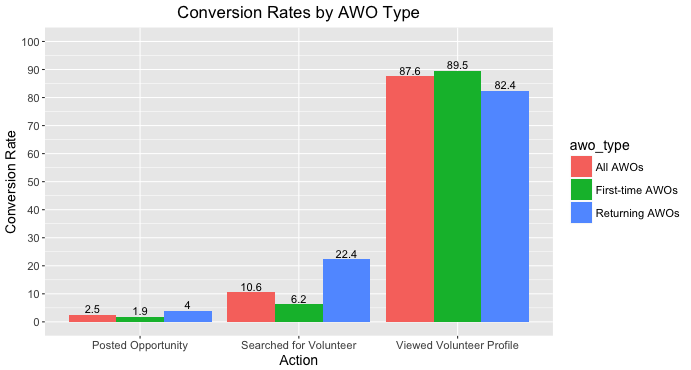 Conversion Rates by AWO Type
100
90
80
70
60
50
40
30
20
10
0
Conversion Rate
2.5
1.9
4
10.6
6.2
22.4
87.6
89.5
82.4
Posted Opportunity
Searched for Volunteer
Viewed Volunteer Profile
Action
awo_type
All AWOs
First-time AWOs
Returning AWOs